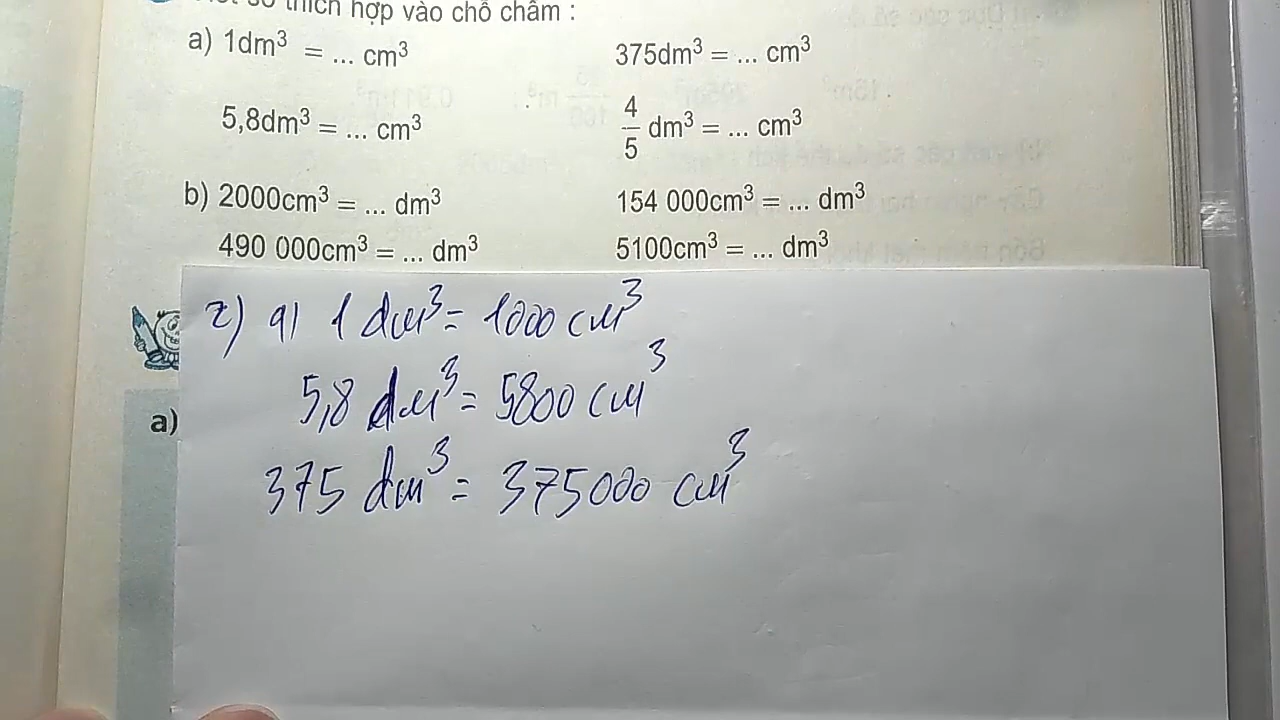 số thích hợp vào chỗ chấm :
a) 1dm³ = ... cm³ 375dm³ = ... cm³
5,8dm³ = ... cm³ 4/5 dm³ = ... cm³
b) 2000cm³ = ... dm³ 154 000cm³ = ... dm³
490 000cm³ = ... dm³ 5100cm³ = ... dm³
2) a) 1 dm³ = 1000 cm³
5,8 dm³ = 5800 cm³
a)
375 dm³ = 375000 cm³